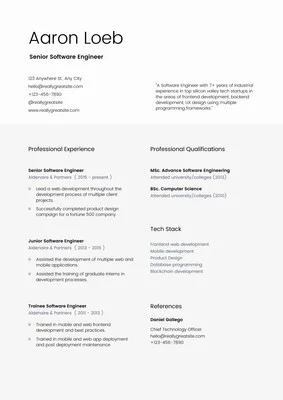 Aaron Loeb
Senior Software Engineer
123 Anywhere St., Any City
hello@reallygreatsite.com
+123-456-7890
@reallygreatsite
www.reallygreatsite.com
"A Software Engineer with 7+ years of industrial
experience in top silicon valley tech startups in
the areas of frontend development, backend
development, UX design using multiple
programming frameworks."
Professional Experience
Senior Software Engineer
Aldenaire & Partners ( 2015 - present )
Lead a web development throughout the
development process of multiple client
projects.
Successfully completed product design
campaign for a fortune 500 company.
Junior Software Engineer
Aldenaire & Partners ( 2013 - 2015 )
Assisted the development of multiple web and
mobile applications.
Assisted the training of graduate interns in
development processes.
Trainee Software Engineer
Aldenaire & Partners ( 2011 - 2013 )
Trained in mobile and web frontend
development and best practices.
Trained in mobile and web app deployment
and post deployment maintenance
Professional Qualifications
MSc. Advance Software Engineering
Attended university/colleges (2012)
BSc. Computer Science
Attended university/colleges (2010)
Tech Stack
Frontend web development
Mobile development
Product Design
Database programming
Blockchain development
References
Daniel Gallego
Chief Technology Officer
hello@reallygreatsite.com
+123-456-7890